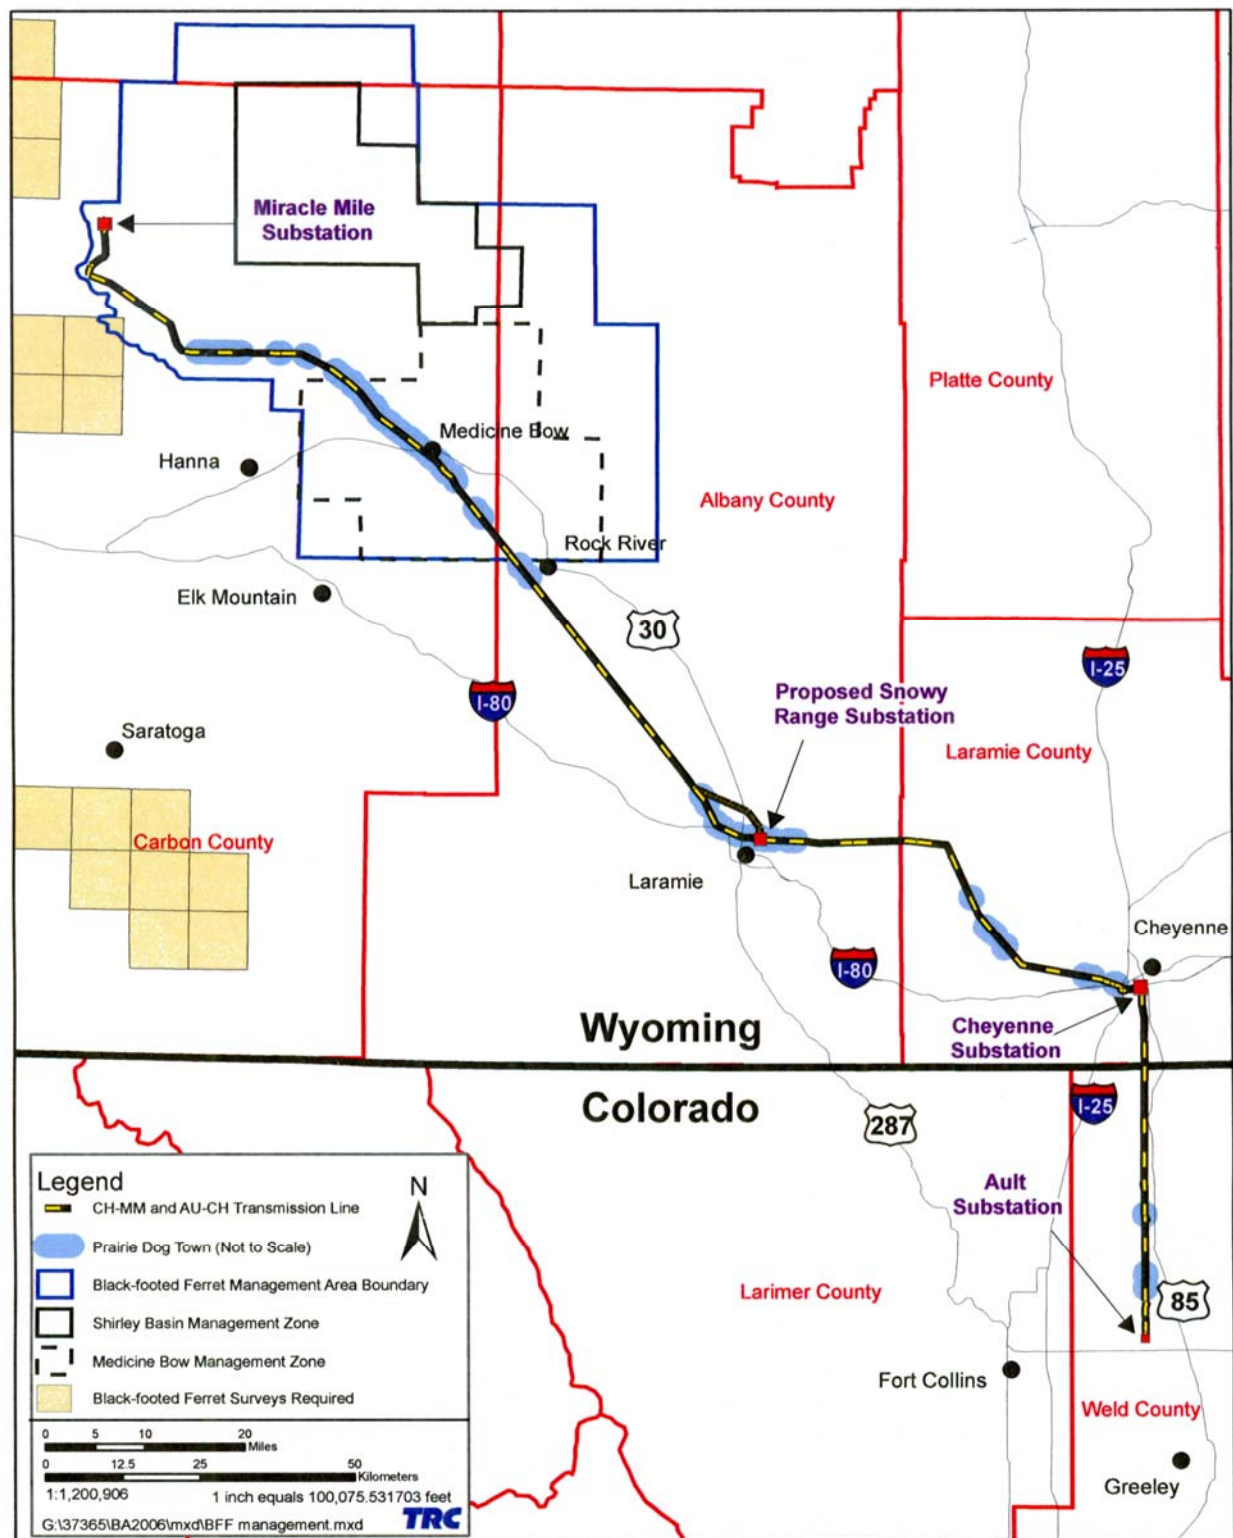 Miracle Mile
Substation
Platte County
Medicine Bow
Hanna
Albany County
Rock River
Elk Mountain
30
I-25
I-80
Proposed Snowy
Range Substation
Saratoga
Laramie County
Carbon County
Laramie
Cheyenne
I-80
Wyoming
Cheyenne
Substation
Colorado
I-25
287
Ault
Substation
Larimer County
85
Fort Collins
Weld County
Greeley
Legend
N
CH-MM and AU-CH Transmission Line
Prairie Dog Town (Not to Scale)
Black-footed Ferret Management Area Boundary
Shirley Basin Management Zone
Medicine Bow Management Zone
Black-footed Ferret Surveys Required
0 5 10 20
Miles
0 12.5 25 50
Kilometers
1:1,200,906 1 inch equals 100,075.531703 feet
G:\37365\BA2006\mxd\BFF management.mxd TRC